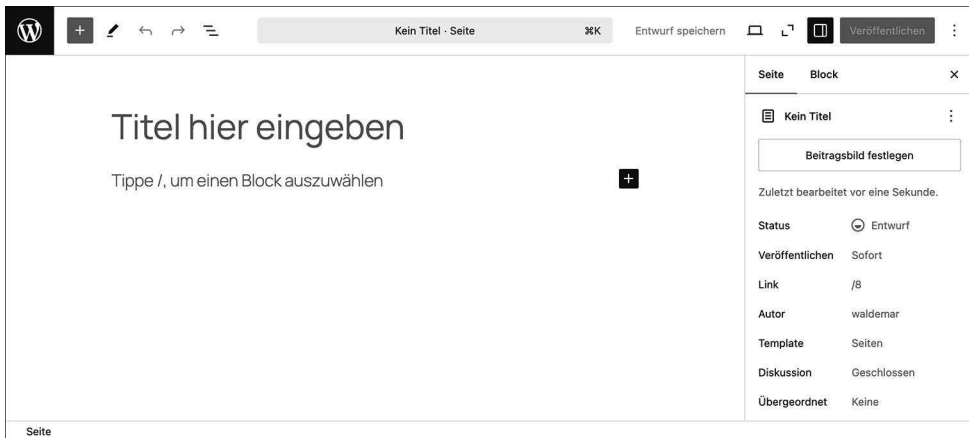 Kein Titel · Seite ⌘K Entwurf speichern Veröffentlichen
Seite Block
Kein Titel
Beitragsbild festlegen
Zuletzt bearbeitet vor eine Sekunde.
Status Entwurf
Veröffentlichen Sofort
Link /8
Autor waldemar
Template Seiten
Diskussion Geschlossen
Übergeordnet Keine
Titel hier eingeben
Tippe /, um einen Block auszuwählen
Seite